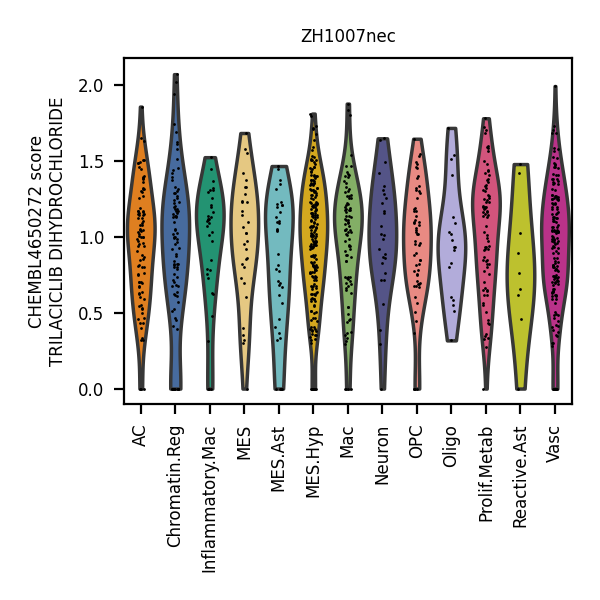 ZH1007nec
CHEMBL4650272 score
TRILACICLIB DIHYDROCHLORIDE
2.0
1.5
1.0
0.5
0.0
AC
Chromatin.Reg
Inflammatory.Mac
MES
MES.Ast
MES.Hyp
Mac
Neuron
OPC
Oligo
Prolif.Metab
Reactive.Ast
Vasc